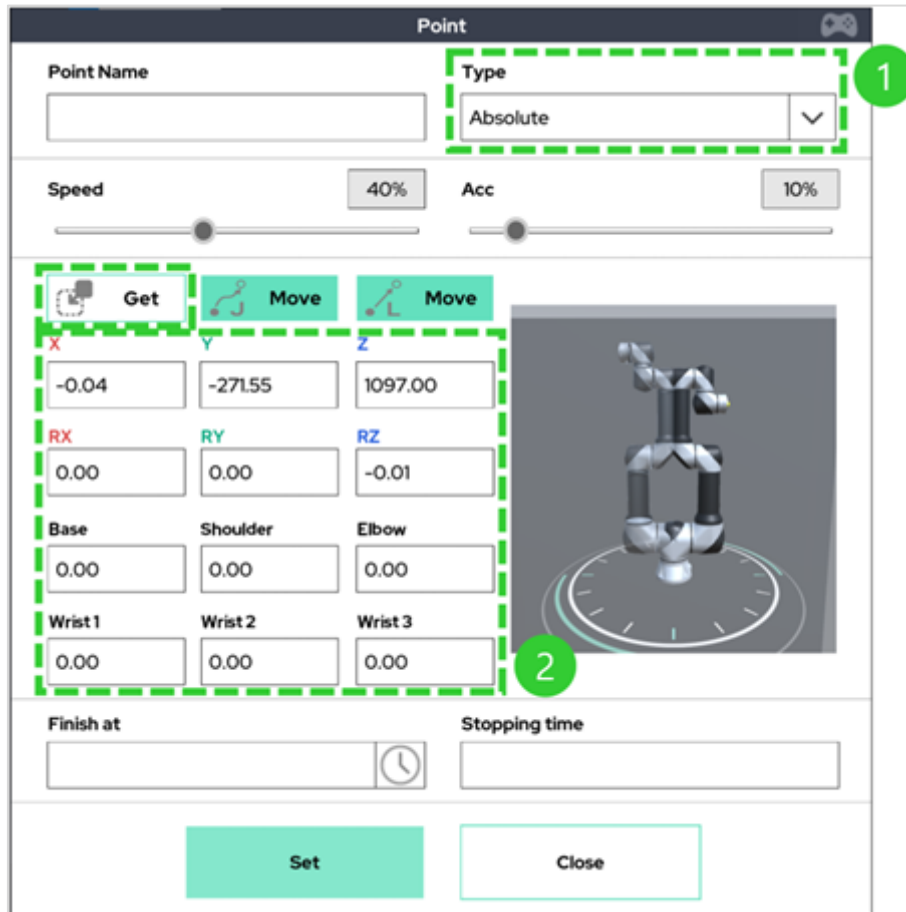 Point
Point Name
Type
1
Absolute
Speed
40%
Acc
10%
Get
J Move
L Move
X Y Z
-0.04 -271.55 1097.00
RX RY RZ
0.00 0.00 -0.01
Base Shoulder Elbow
0.00 0.00 0.00
Wrist 1 Wrist 2 Wrist 3
0.00 0.00 0.00
2
Finish at
Stopping time
Set
Close